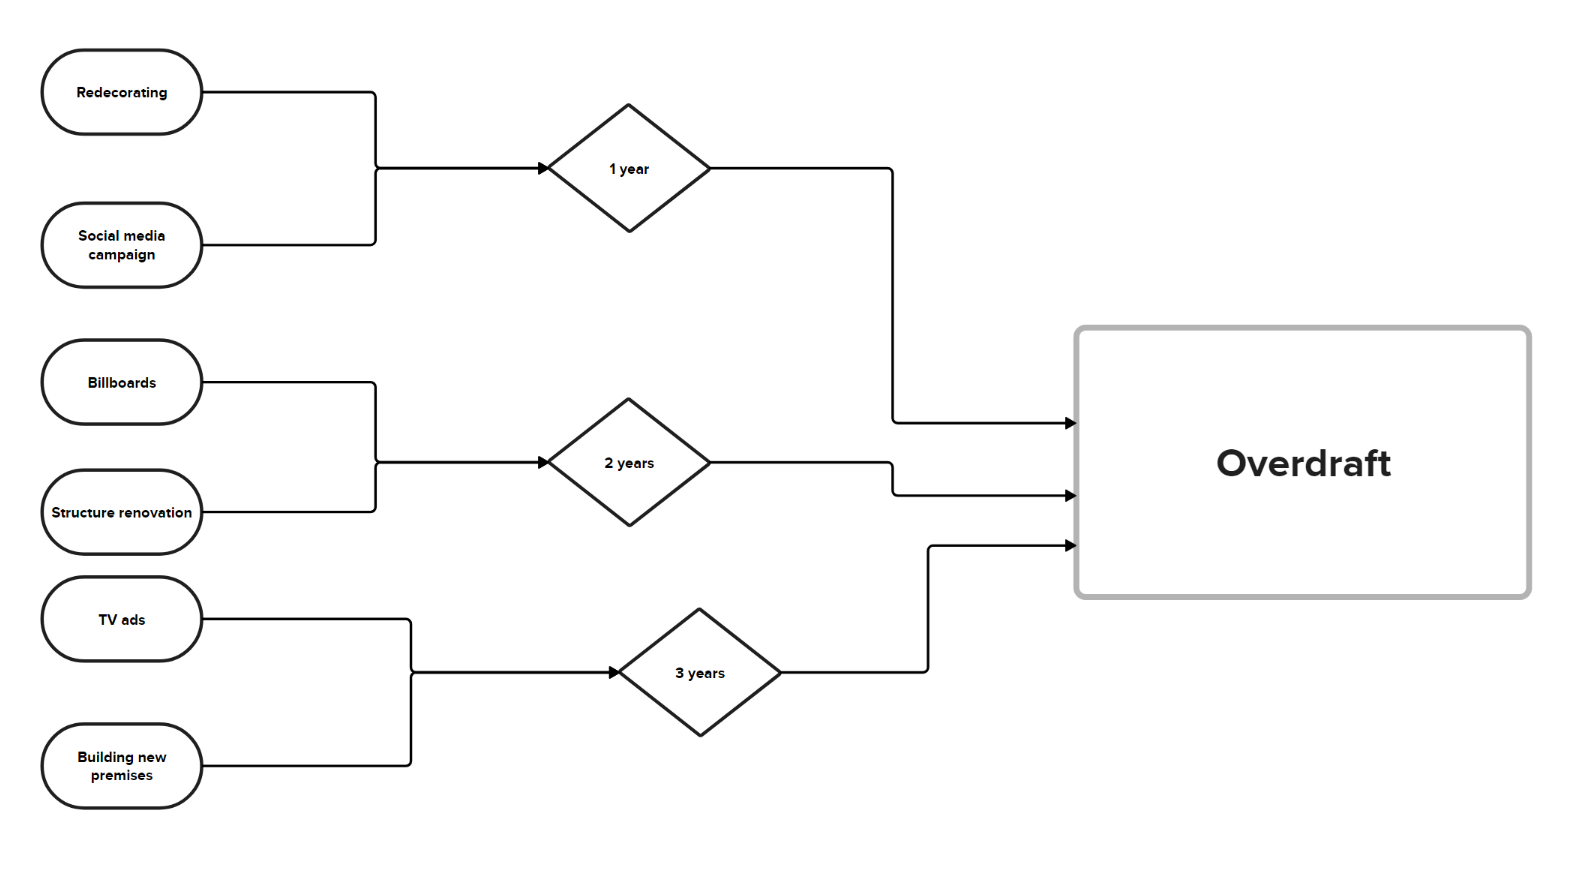 Redecorating
1 year
Social media
campaign
Billboards
2 years
Overdraft
Structure renovation
TV ads
3 years
Building new
premises